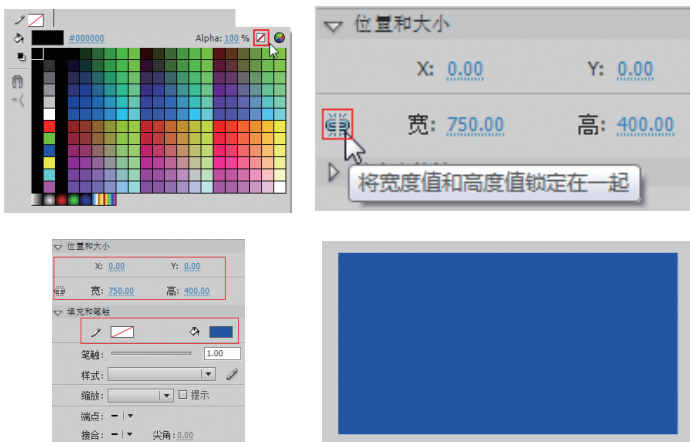 #000000 Alpha: 100 %
位置和大小
X: 0.00 Y: 0.00
宽: 750.00 高: 400.00
将宽度值和高度值锁定在一起
位置和大小
X: 0.00 Y: 0.00
宽: 750.00 高: 400.00
填充和笔触
笔触: 1.00
样式:
缩放: 提示
端点:
接合: 尖角: 0.00